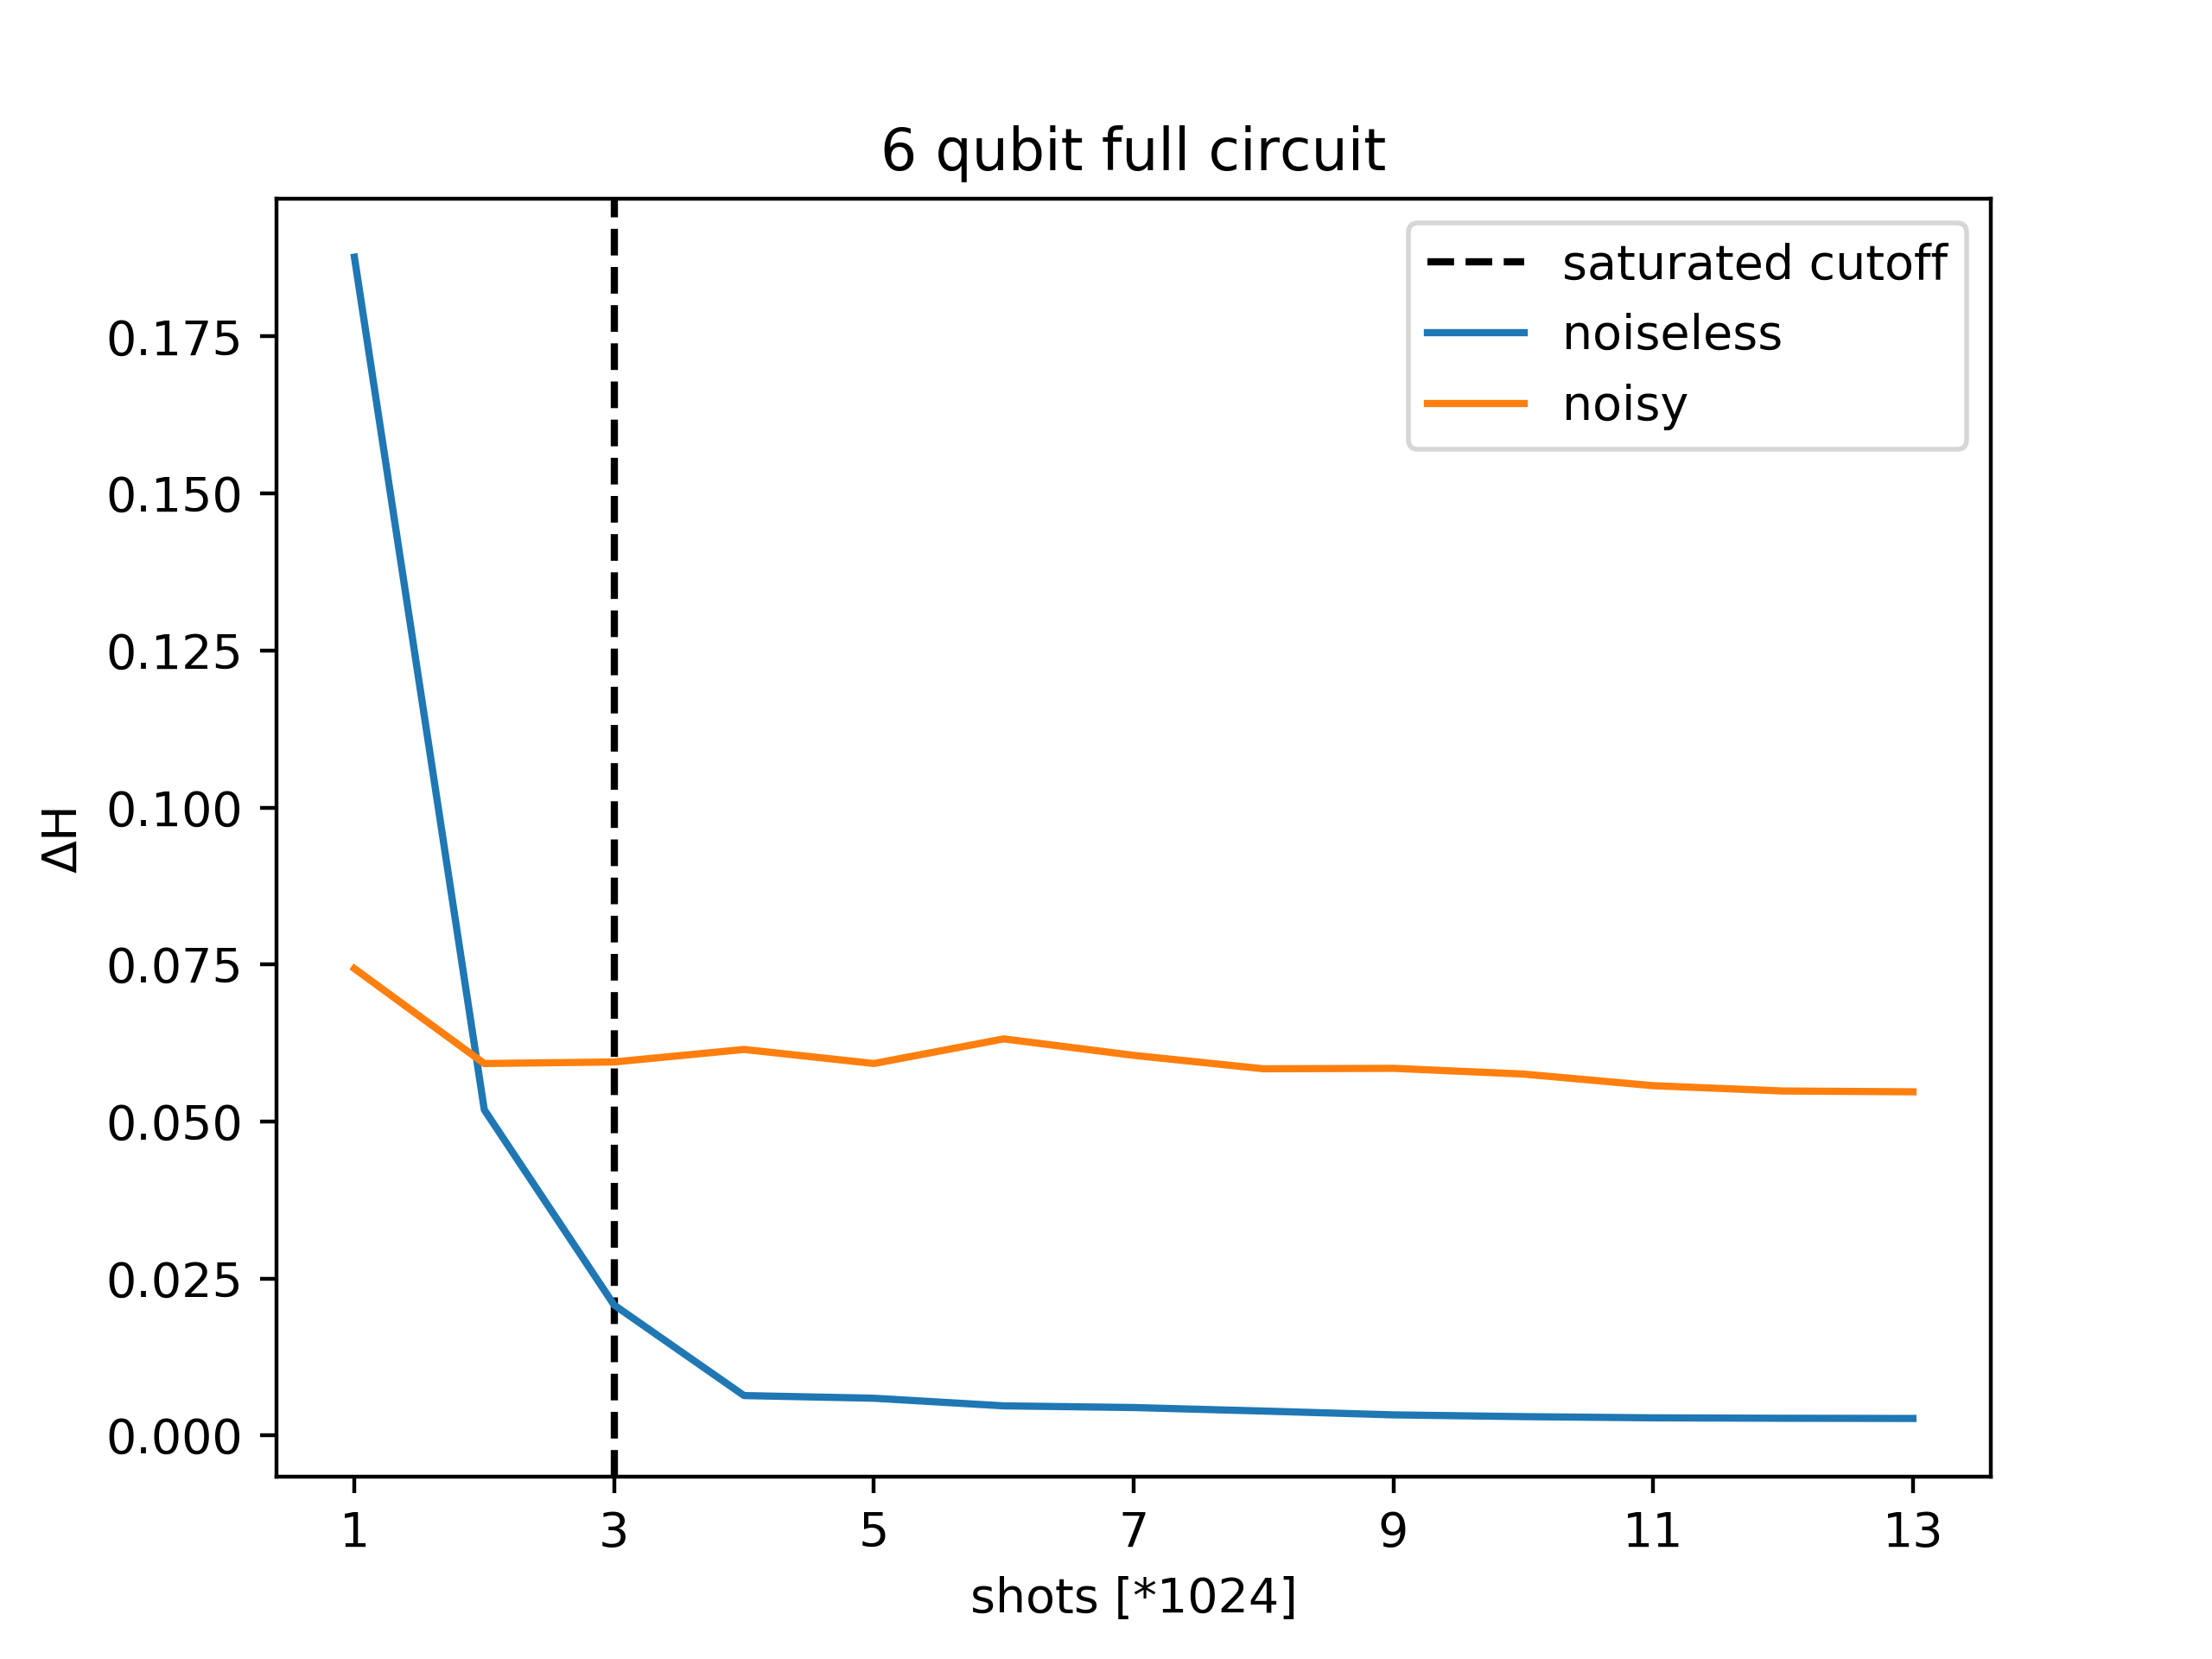 6 qubit full circuit
saturated cutoff
noiseless
noisy
ΔH
0.175
0.150
0.125
0.100
0.075
0.050
0.025
0.000
1 3 5 7 9 11 13
shots [*1024]